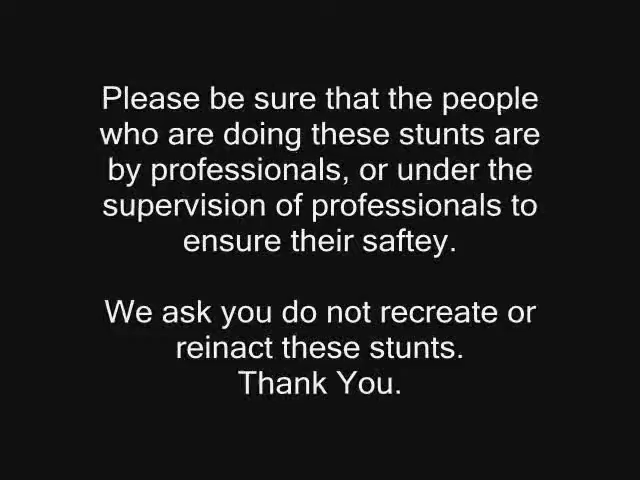 Please be sure that the people
who are doing these stunts are
by professionals, or under the
supervision of professionals to
ensure their saftey.
We ask you do not recreate or
reinact these stunts.
Thank You.